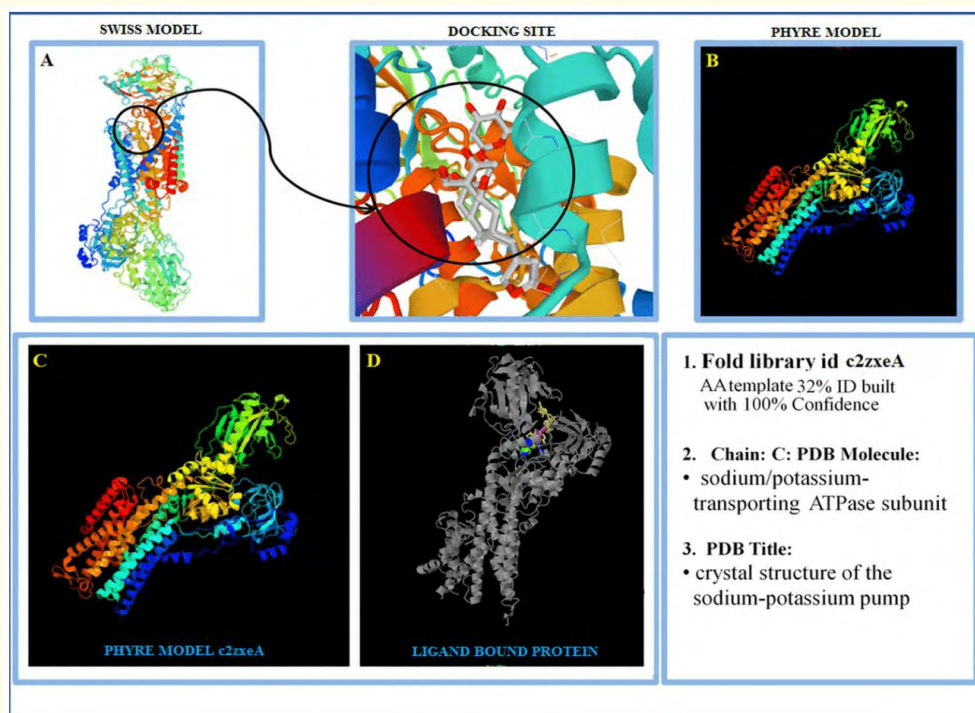 SWISS MODEL
DOCKING SITE
PHYRE MODEL
A
B
C
PHYRE MODEL c2zxeA
D
LIGAND BOUND PROTEIN
1. Fold library id c2zxeA
AA template 32% ID built
with 100% Confidence
2. Chain: C: PDB Molecule:
• sodium/potassium-
transporting ATPase subunit
3. PDB Title:
• crystal structure of the
sodium-potassium pump